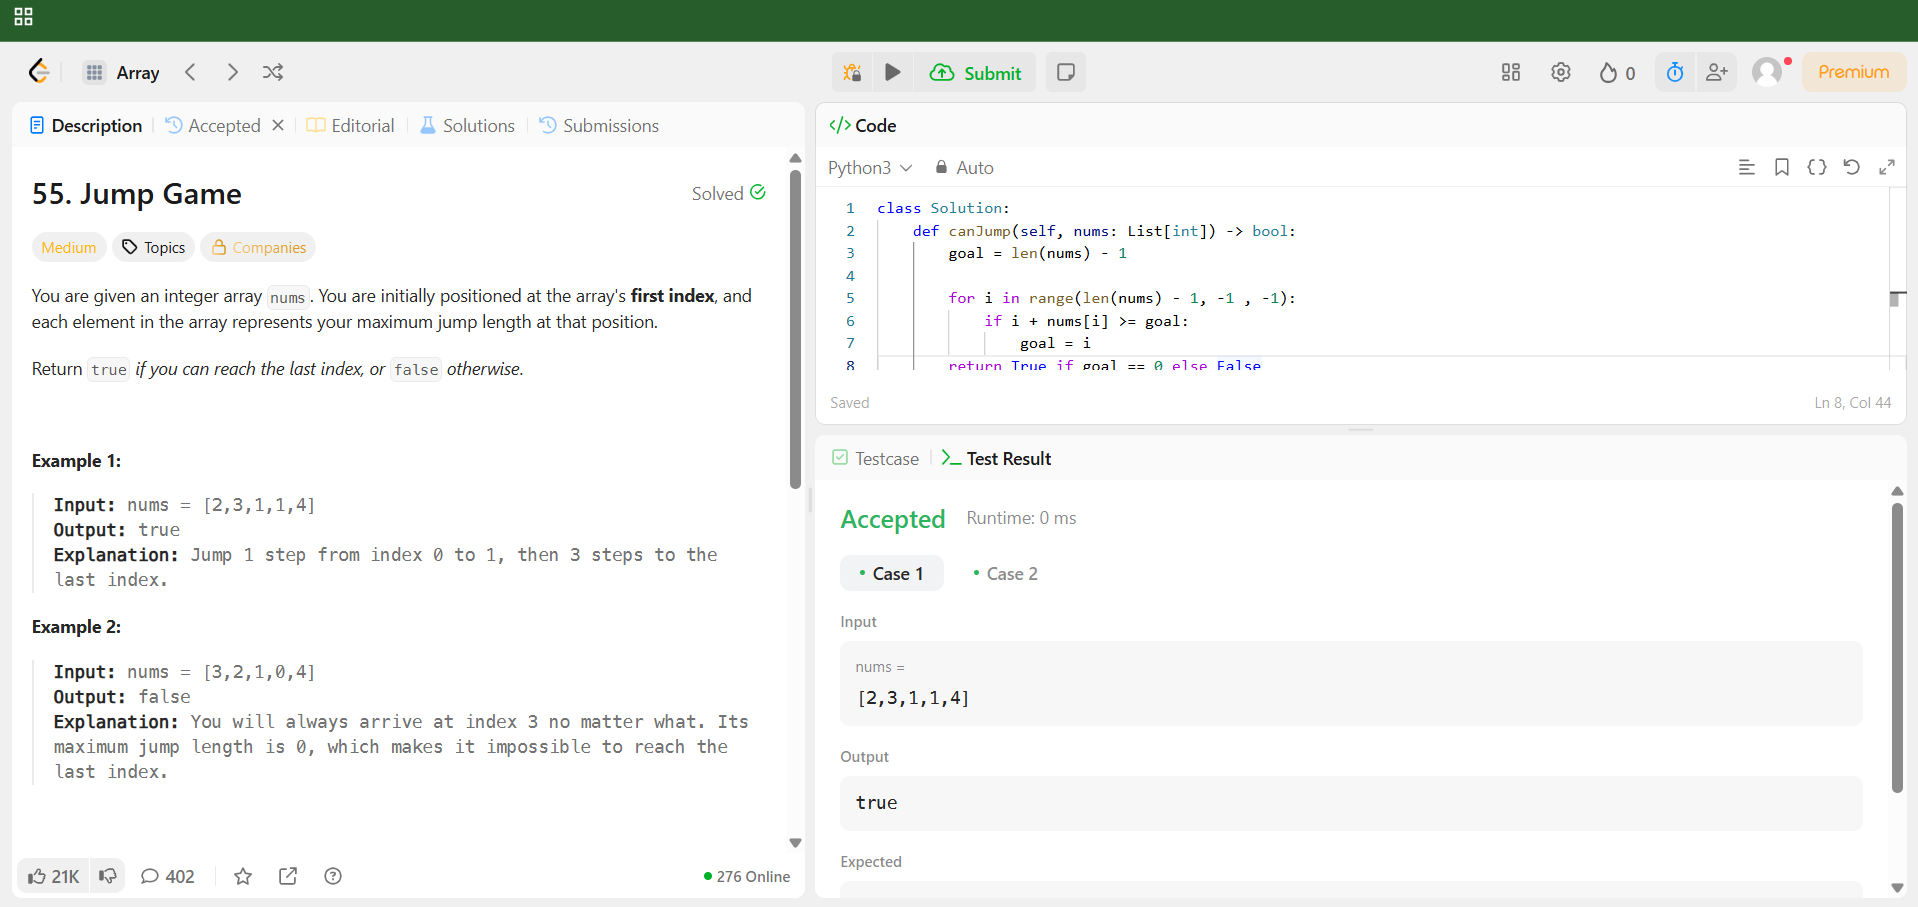 Array
Submit
0
Premium
Description
Accepted
Editorial
Solutions
Submissions
55. Jump Game
Solved
Medium
Topics
Companies
You are given an integer array nums. You are initially positioned at the array's first index, and
each element in the array represents your maximum jump length at that position.
Return true if you can reach the last index, or false otherwise.
Example 1:
Input: nums = [2,3,1,1,4]
Output: true
Explanation: Jump 1 step from index 0 to 1, then 3 steps to the
last index.
Example 2:
Input: nums = [3,2,1,0,4]
Output: false
Explanation: You will always arrive at index 3 no matter what. Its
maximum jump length is 0, which makes it impossible to reach the
last index.
21K
402
276 Online
</> Code
Python3
Auto
1 class Solution:
2 def canJump(self, nums: List[int]) -> bool:
3 goal = len(nums) - 1
4
5 for i in range(len(nums) - 1, -1 , -1):
6 if i + nums[i] >= goal:
7 goal = i
8 return True if goal == 0 else False
Saved
Ln 8, Col 44
Testcase
Test Result
Accepted
Runtime: 0 ms
Case 1
Case 2
Input
nums =
[2,3,1,1,4]
Output
true
Expected